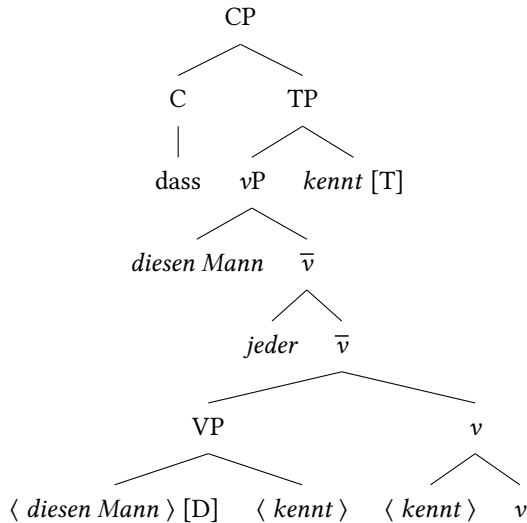 CP
C TP
dass vP kennt [T]
diesen Mann v̅
jeder v̅
VP v
⟨ diesen Mann ⟩ [D] ⟨ kennt ⟩ ⟨ kennt ⟩ v